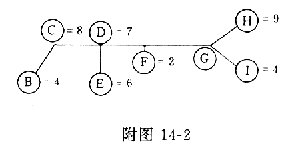 C = 8
D = 7
H = 9
B = 4
E = 6
F = 2
G
I = 4
附图 14-2